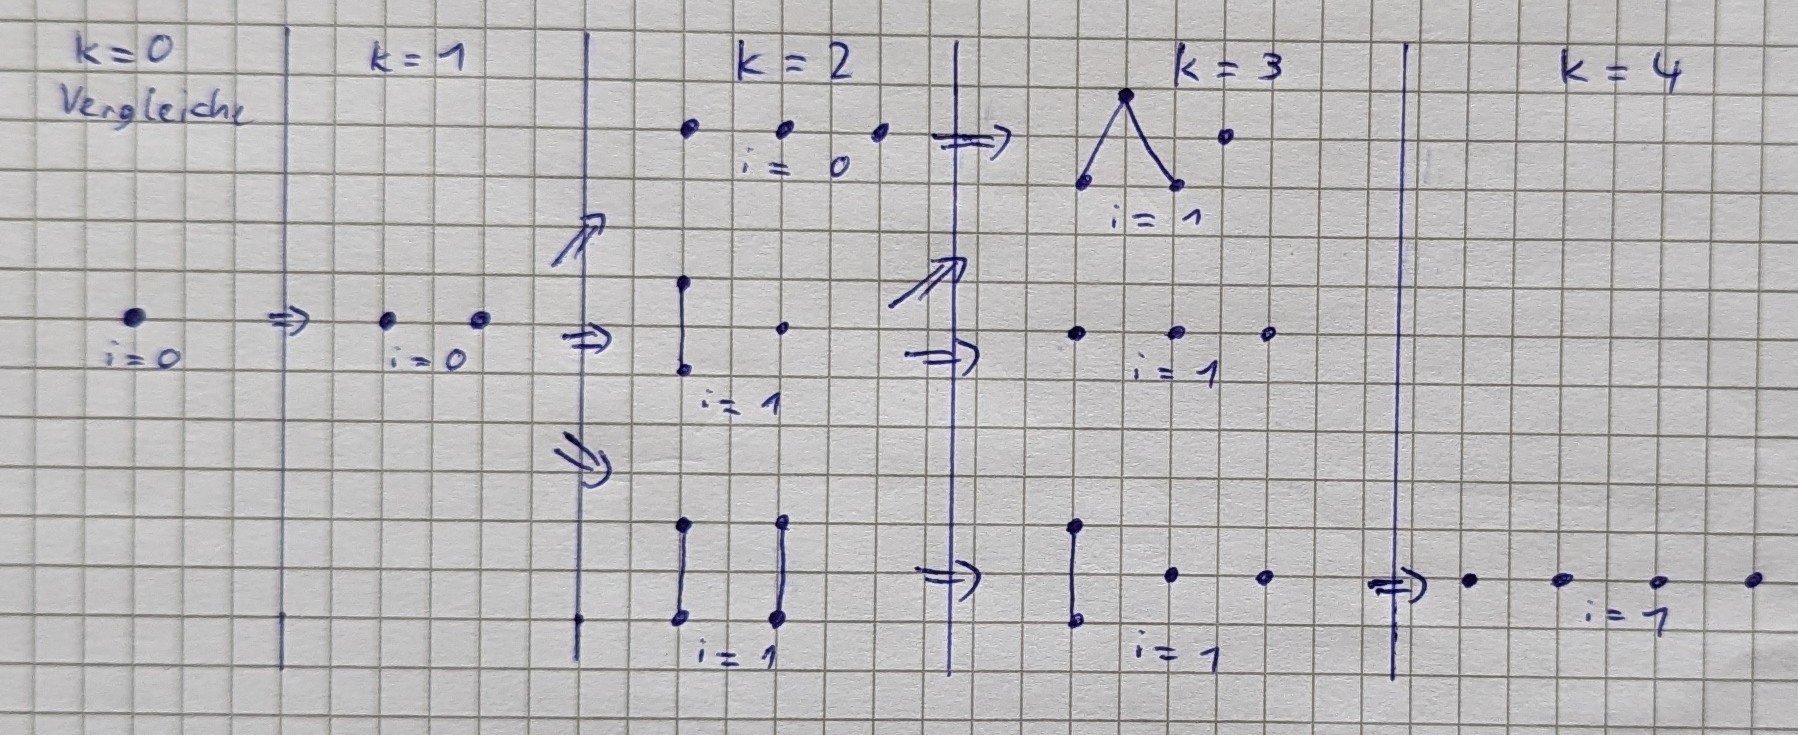 k = 0
Vergleiche
k = 1
k = 2
k = 3
k = 4
i = 0
i = 1
i = 0
i = 0
i = 1
i = 1
i = 1
i = 1
i = 1